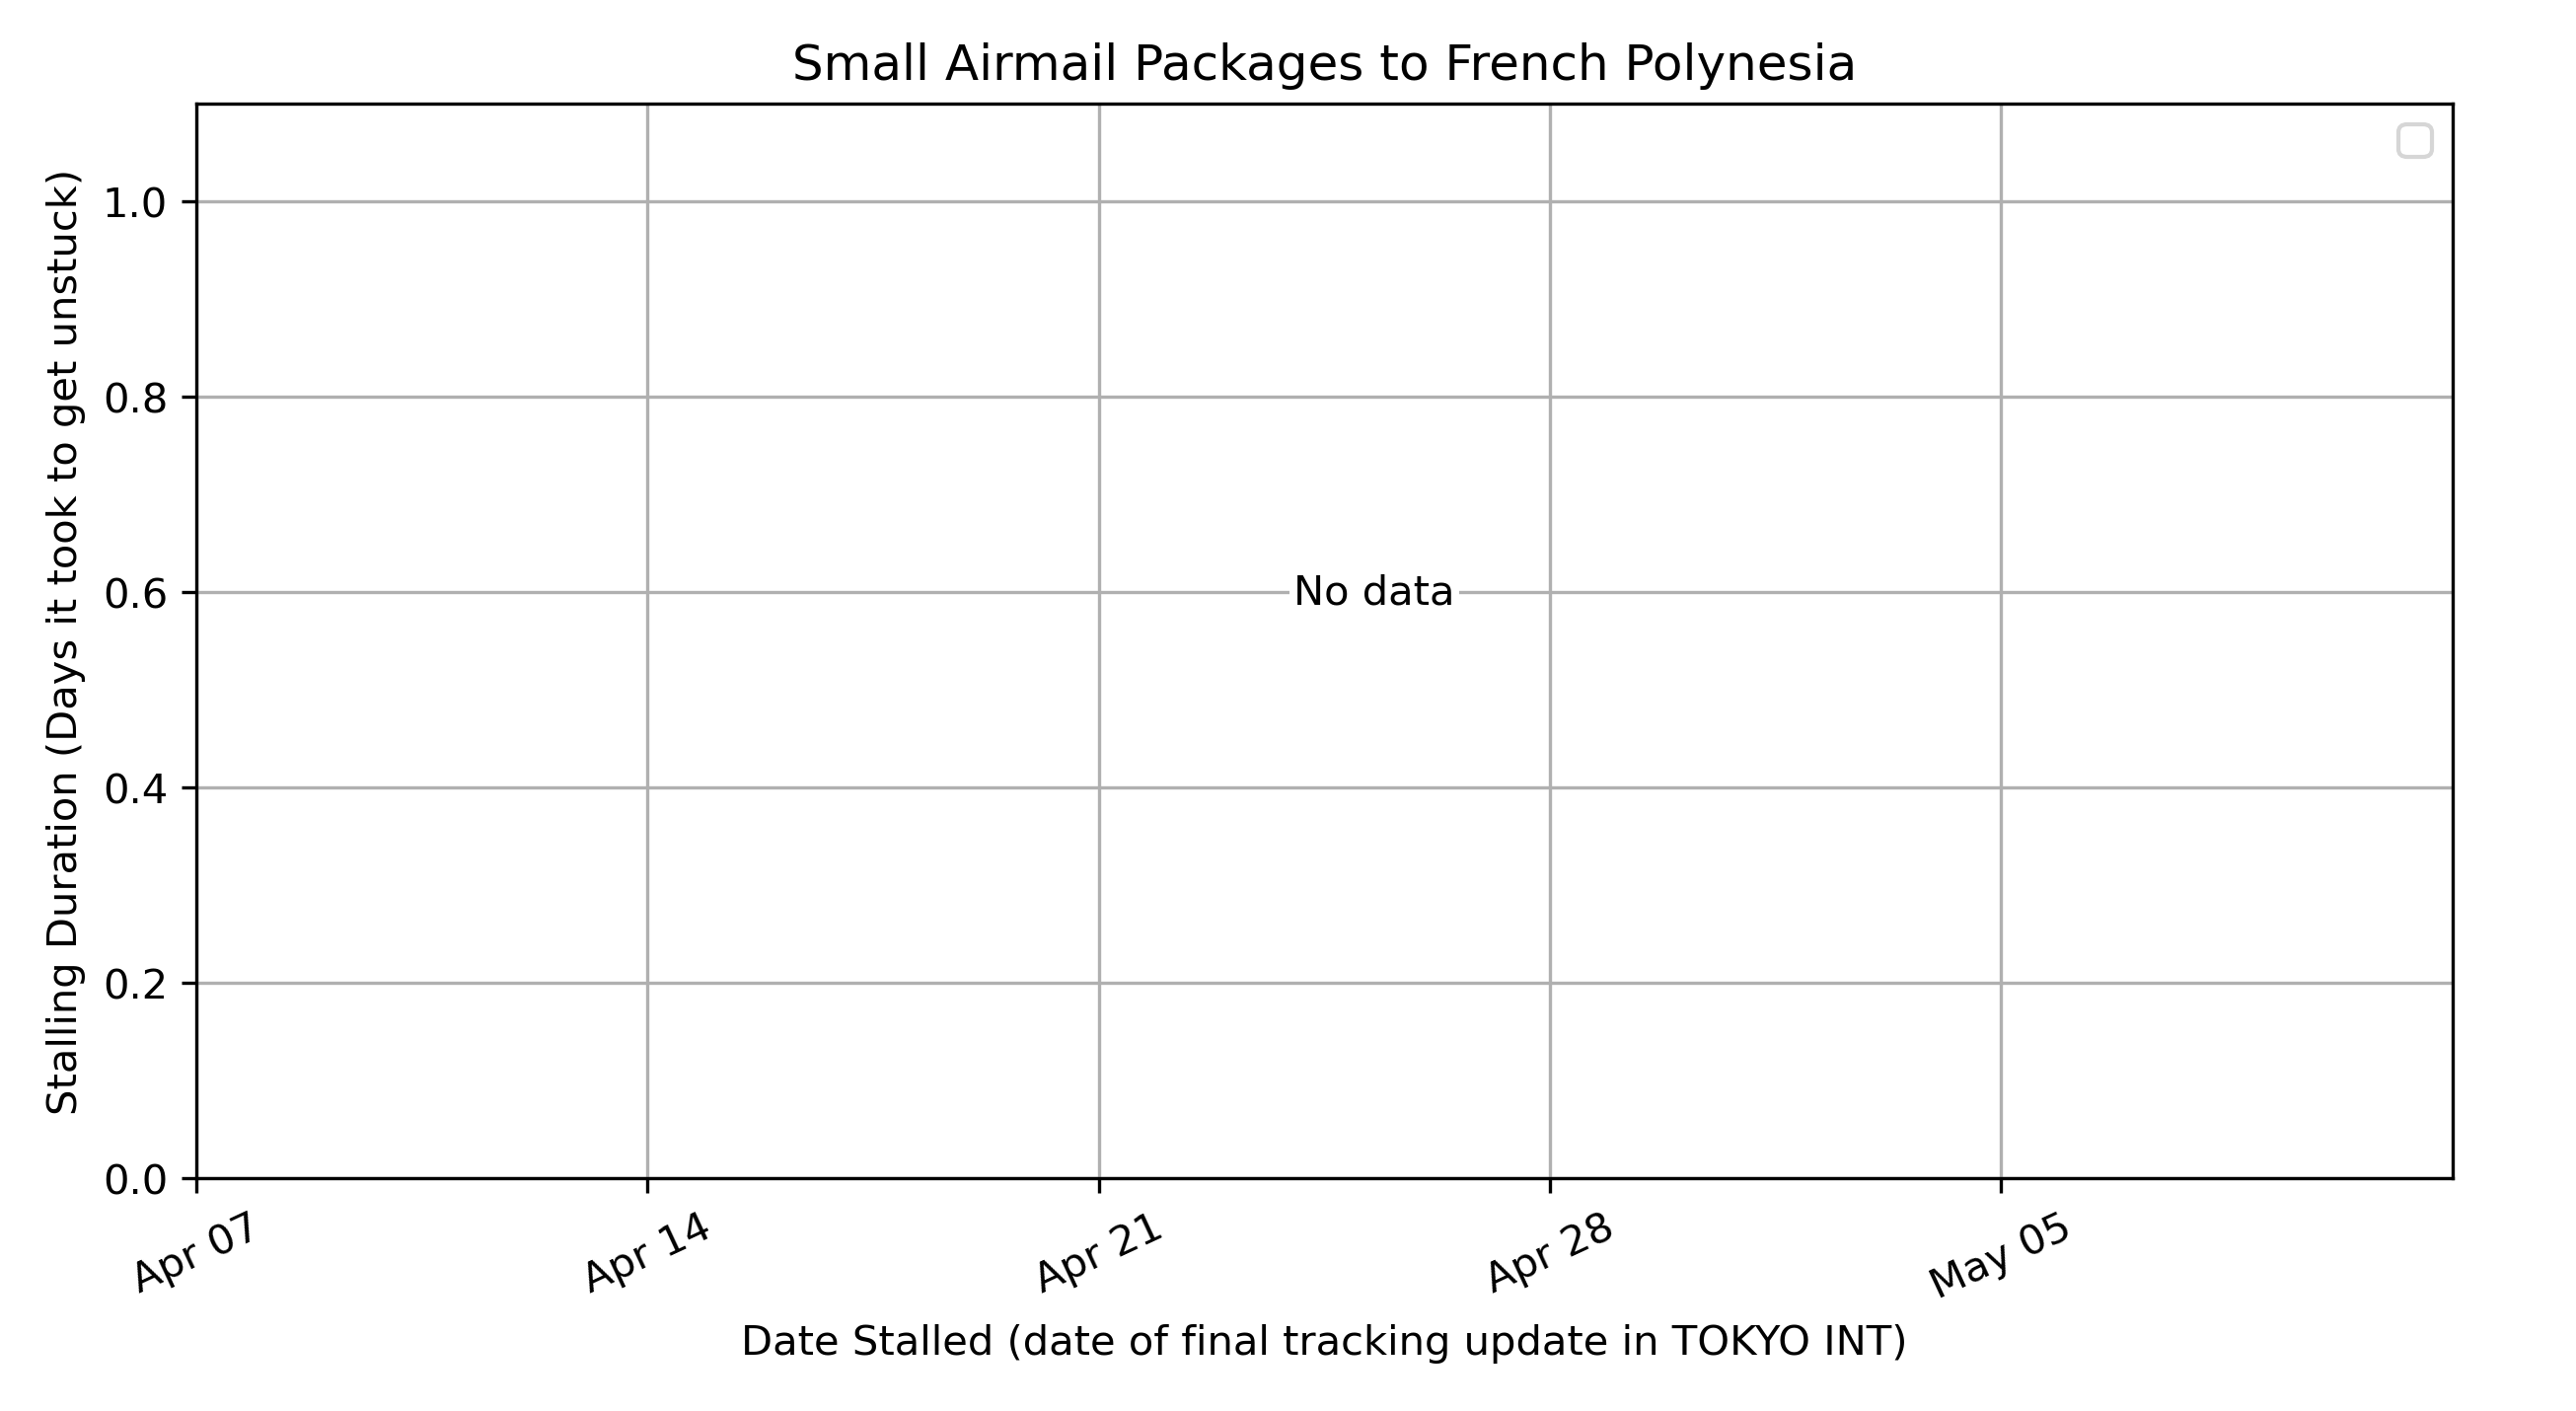 Small Airmail Packages to French Polynesia
Stalling Duration (Days it took to get unstuck)
1.0
0.8
0.6
0.4
0.2
0.0
No data
Apr 07
Apr 14
Apr 21
Apr 28
May 05
Date Stalled (date of final tracking update in TOKYO INT)